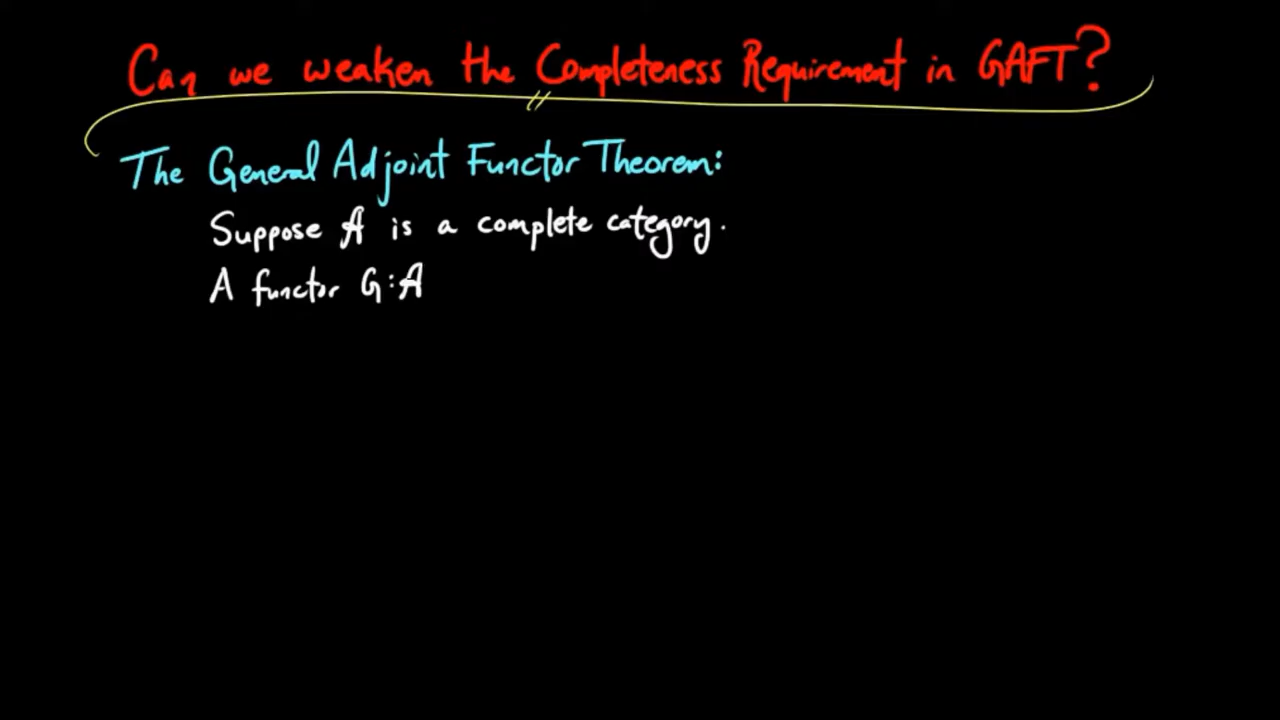 Can we weaken the Completeness Requirement in GAFT?
The General Adjoint Functor Theorem:
Suppose A is a complete category.
A functor G:A